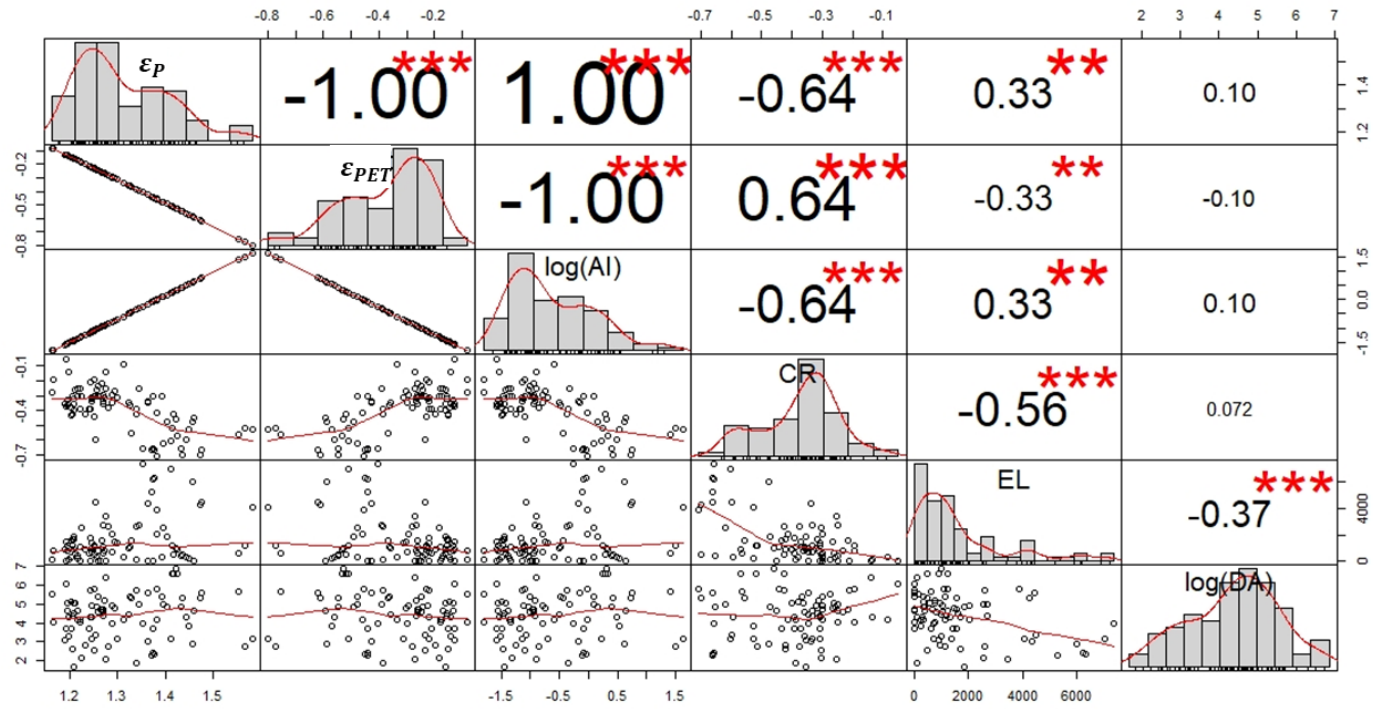 -0.8 -0.6 -0.4 -0.2 -0.7 -0.5 -0.3 -0.1 2 3 4 5 6 7
εP -1.00*** 1.00*** -0.64*** 0.33** 0.10 1.2 1.4
-0.8 -0.5 -0.2 εPET -1.00*** 0.64*** -0.33** -0.10
log(AI) -0.64*** 0.33** 0.10 -1.5 0.0 1.5
-0.7 -0.4 -0.1 CR -0.56*** 0.072
EL -0.37*** 0 4000
2 3 4 5 6 7 log(DA)
1.2 1.3 1.4 1.5 -1.5 -0.5 0.5 1.5 0 2000 4000 6000